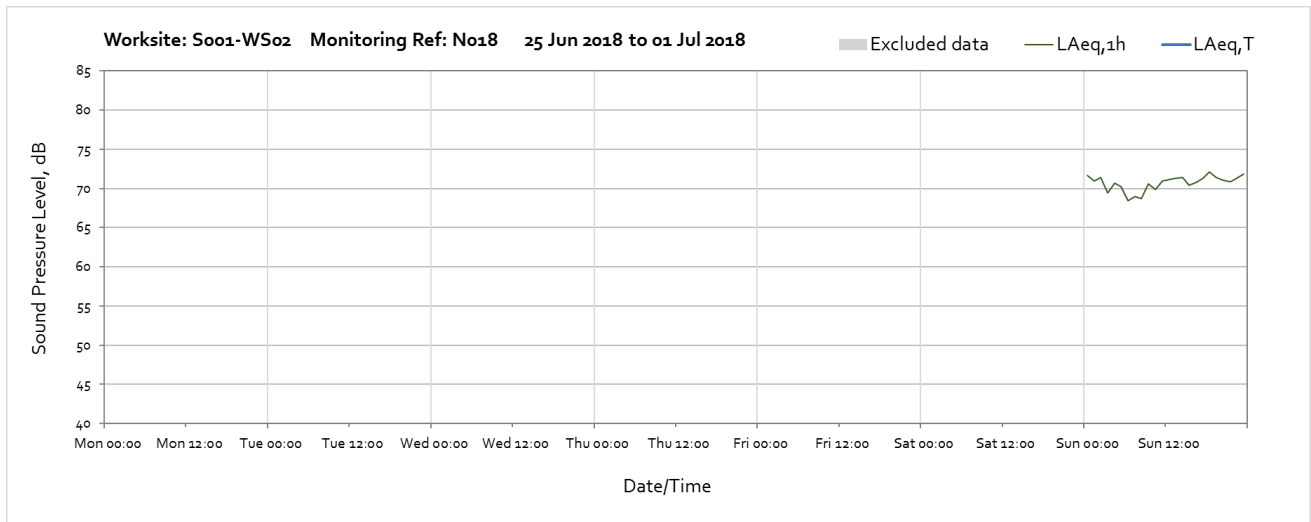 Worksite: S001-WS02 Monitoring Ref: N018 25 Jun 2018 to 01 Jul 2018
Excluded data LAeq,1h LAeq,T
85
80
75
70
65
60
55
50
45
40
Sound Pressure Level, dB
Mon 00:00 Mon 12:00 Tue 00:00 Tue 12:00 Wed 00:00 Wed 12:00 Thu 00:00 Thu 12:00 Fri 00:00 Fri 12:00 Sat 00:00 Sat 12:00 Sun 00:00 Sun 12:00
Date/Time